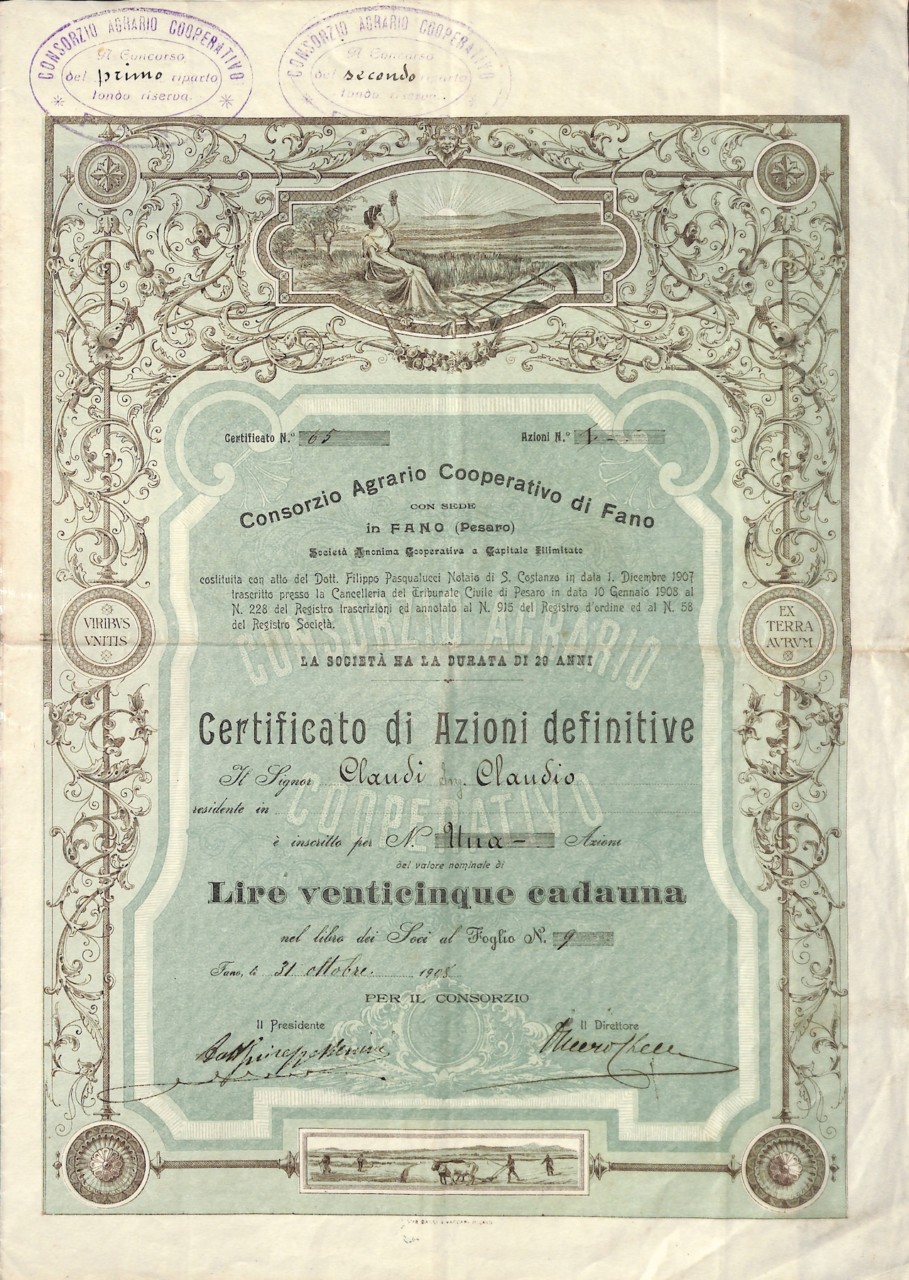 CONSORZIO AGRARIO COOPERATIVO
Al Concorso
del primo riparto
fondo riserva.
CONSORZIO AGRARIO COOPERATIVO
Al Concorso
del secondo riparto
fondo riserva.
Certificato N.º 65
Azioni N.º 1
Consorzio Agrario Cooperativo di Fano
CON SEDE
in FANO (Pesaro)
Società Anonima Cooperativa a Capitale Illimitato
costituita con atto del Dott. Filippo Pasqualucci Notaio di S. Costanzo in data 1. Dicembre 1907
trascritto presso la Cancelleria del Tribunale Civile di Pesaro in data 10 Gennaio 1908 al
N. 228 del Registro trascrizioni ed annotato al N. 915 del Registro d'ordine ed al N. 58
del Registro Società.
VIRIBVS
VNITIS
EX
TERRA
AVRVM
CONSORZIO AGRARIO
LA SOCIETÀ HA LA DURATA DI 29 ANNI
Certificato di Azioni definitive
Il Signor Claudi Ing. Claudio
COOPERATIVO
residente in
è inscritto per N. Una - Azioni
del valore nominale di
Lire venticinque cadauna
nel libro dei Soci al Foglio N. 9
Fano, li 31 ottobre 1908
PER IL CONSORZIO
Il Presidente
Il Direttore